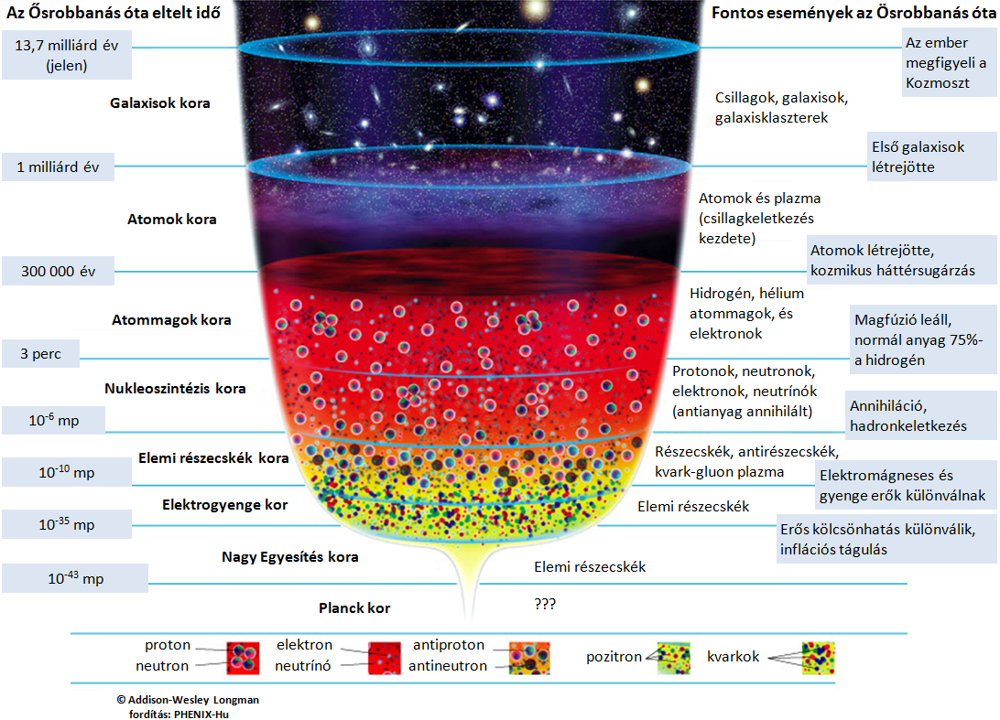 Az Ősrobbanás óta eltelt idő
Fontos események az Ösrobbanás óta
13,7 milliárd év
(jelen)
Az ember
megfigyeli a
Kozmoszt
Galaxisok kora
Csillagok, galaxisok,
galaxisklaszterek
1 milliárd év
Első galaxisok
létrejötte
Atomok kora
Atomok és plazma
(csillagkeletkezés
kezdete)
300 000 év
Atomok létrejötte,
kozmikus háttérsugárzás
Atommagok kora
Hidrogén, hélium
atommagok, és
elektronok
3 perc
Magfúzió leáll,
normál anyag 75%-
a hidrogén
Nukleoszintézis kora
Protonok, neutronok,
elektronok, neutrínók
(antianyag annihilált)
10⁻⁶ mp
Annihiláció,
hadronkeletkezés
Elemi részecskék kora
Részecskék, antirészecskék,
kvark-gluon plazma
10⁻¹⁰ mp
Elektromágneses és
gyenge erők különválnak
Elektrogyenge kor
Elemi részecskék
10⁻³⁵ mp
Erős kölcsönhatás különválik,
inflációs tágulás
Nagy Egyesítés kora
Elemi részecskék
10⁻⁴³ mp
Planck kor
???
proton
neutron
elektron
neutrínó
antiproton
antineutron
pozitron
kvarkok
© Addison-Wesley Longman
fordítás: PHENIX-Hu